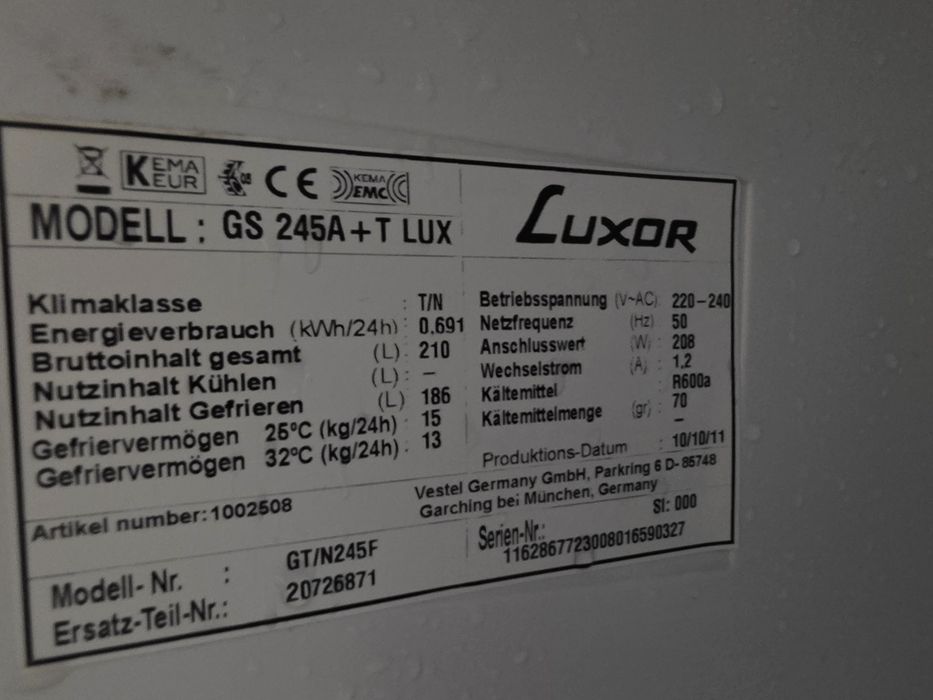 KEMA EUR 08 CE KEMA EMC
MODELL: GS 245A+T LUX
LUXOR
Klimaklasse : T/N
Energieverbrauch (kWh/24h): 0.691
Bruttoinhalt gesamt (L): 210
Nutzinhalt Kühlen (L): –
Nutzinhalt Gefrieren (L) 186
Gefriervermögen 25°C (kg/24h): 15
Gefriervermögen 32°C (kg/24h): 13
Betriebsspannung (V~AC): 220-240
Netzfrequenz (Hz) : 50
Anschlusswert (W) : 208
Wechselstrom (A) : 1,2
Kältemittel : R600a
Kältemittelmenge (gr): 70
–
Produktions-Datum : 10/10/11
Artikel number: 1002508
Vestel Germany GmbH, Parkring 6 D-85748
Garching bei München, Germany
SI: 000
Modell-Nr. : GT/N245F
Ersatz-Teil-Nr.: 20726871
Serien-Nr.:
1162867723008016590327